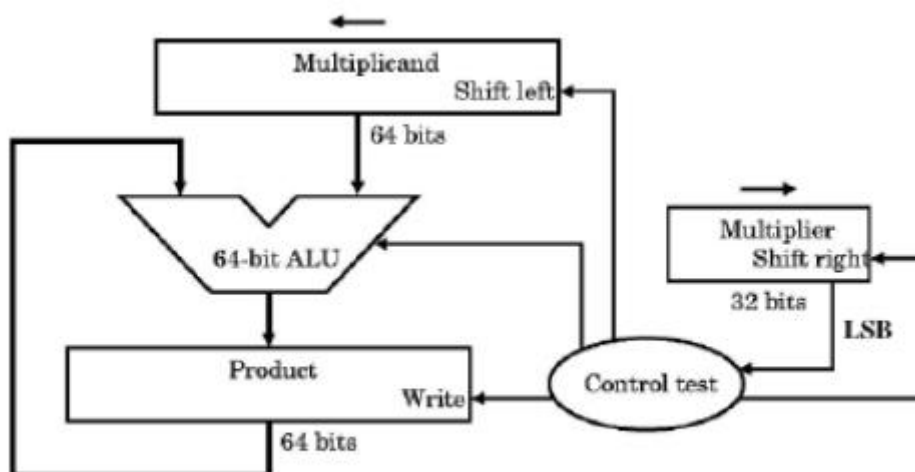 Multiplicand
Shift left
64 bits
64-bit ALU
Multiplier
Shift right
32 bits
LSB
Product
Write
Control test
64 bits